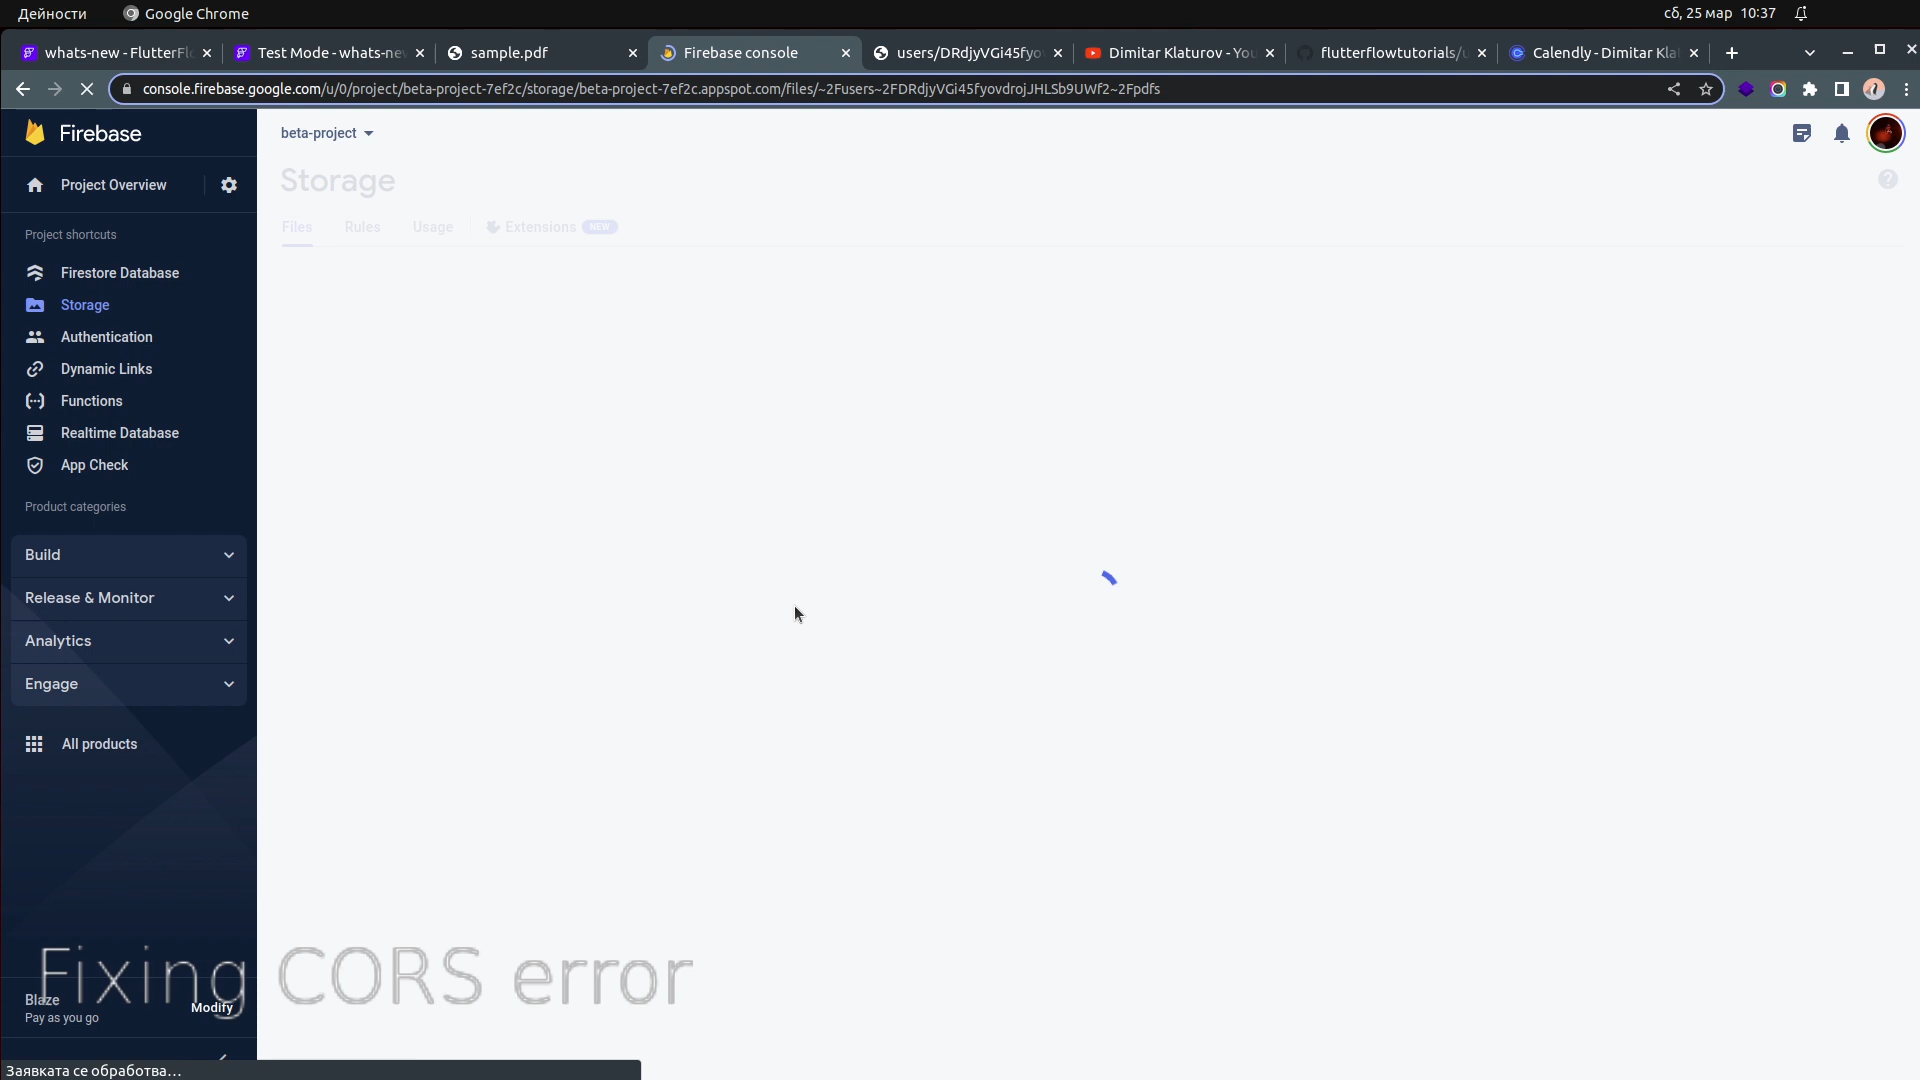 Дейности
Google Chrome
сб, 25 мар 10:37
whats-new - FlutterFl
Test Mode - whats-ne
sample.pdf
Firebase console
users/DRdjyVGi45fyo
Dimitar Klaturov - You
flutterflowtutorials/u
Calendly - Dimitar Kla
console.firebase.google.com/u/0/project/beta-project-7ef2c/storage/beta-project-7ef2c.appspot.com/files/~2Fusers~2FDRdjyVGi45fyovdrojJHLSb9UWf2~2Fpdfs
Firebase
beta-project
Project Overview
Storage
Files
Rules
Usage
Extensions
NEW
Project shortcuts
Firestore Database
Storage
Authentication
Dynamic Links
Functions
Realtime Database
App Check
Product categories
Build
Release & Monitor
Analytics
Engage
All products
Fixing CORS error
Blaze
Pay as you go
Modify
Заявката се обработва…